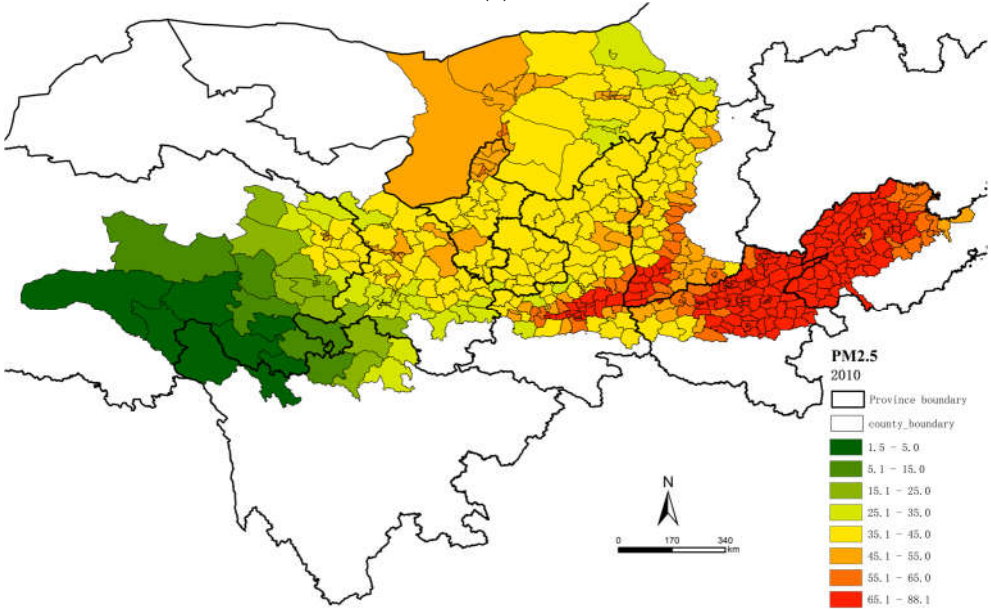 PM2.5
2010
Province boundary
county_boundary
1.5 - 5.0
5.1 - 15.0
15.1 - 25.0
25.1 - 35.0
35.1 - 45.0
45.1 - 55.0
55.1 - 65.0
65.1 - 88.1
N
0 170 340
km